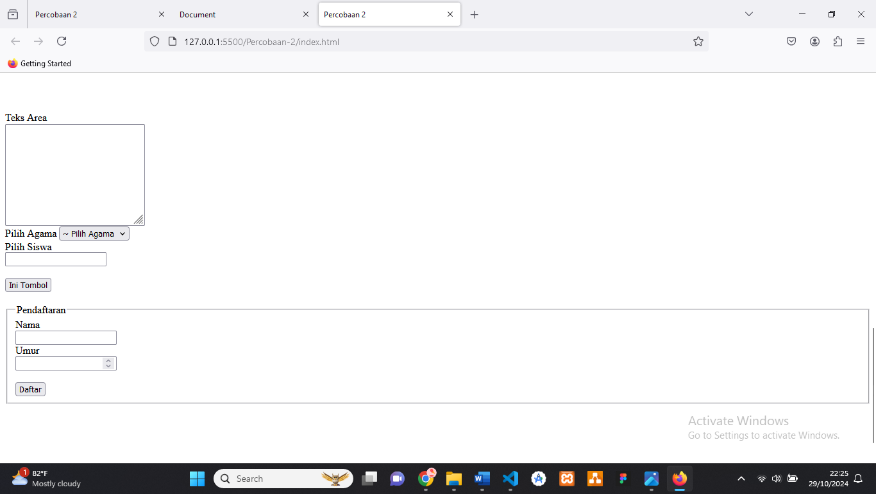 Percobaan 2
Document
Percobaan 2
127.0.0.1:5500/Percobaan-2/index.html
Getting Started
Teks Area
Pilih Agama ~ Pilih Agama
Pilih Siswa
Ini Tombol
Pendaftaran
Nama
Umur
Daftar
Activate Windows
Go to Settings to activate Windows.
1
82°F
Mostly cloudy
Search
22:25
29/10/2024